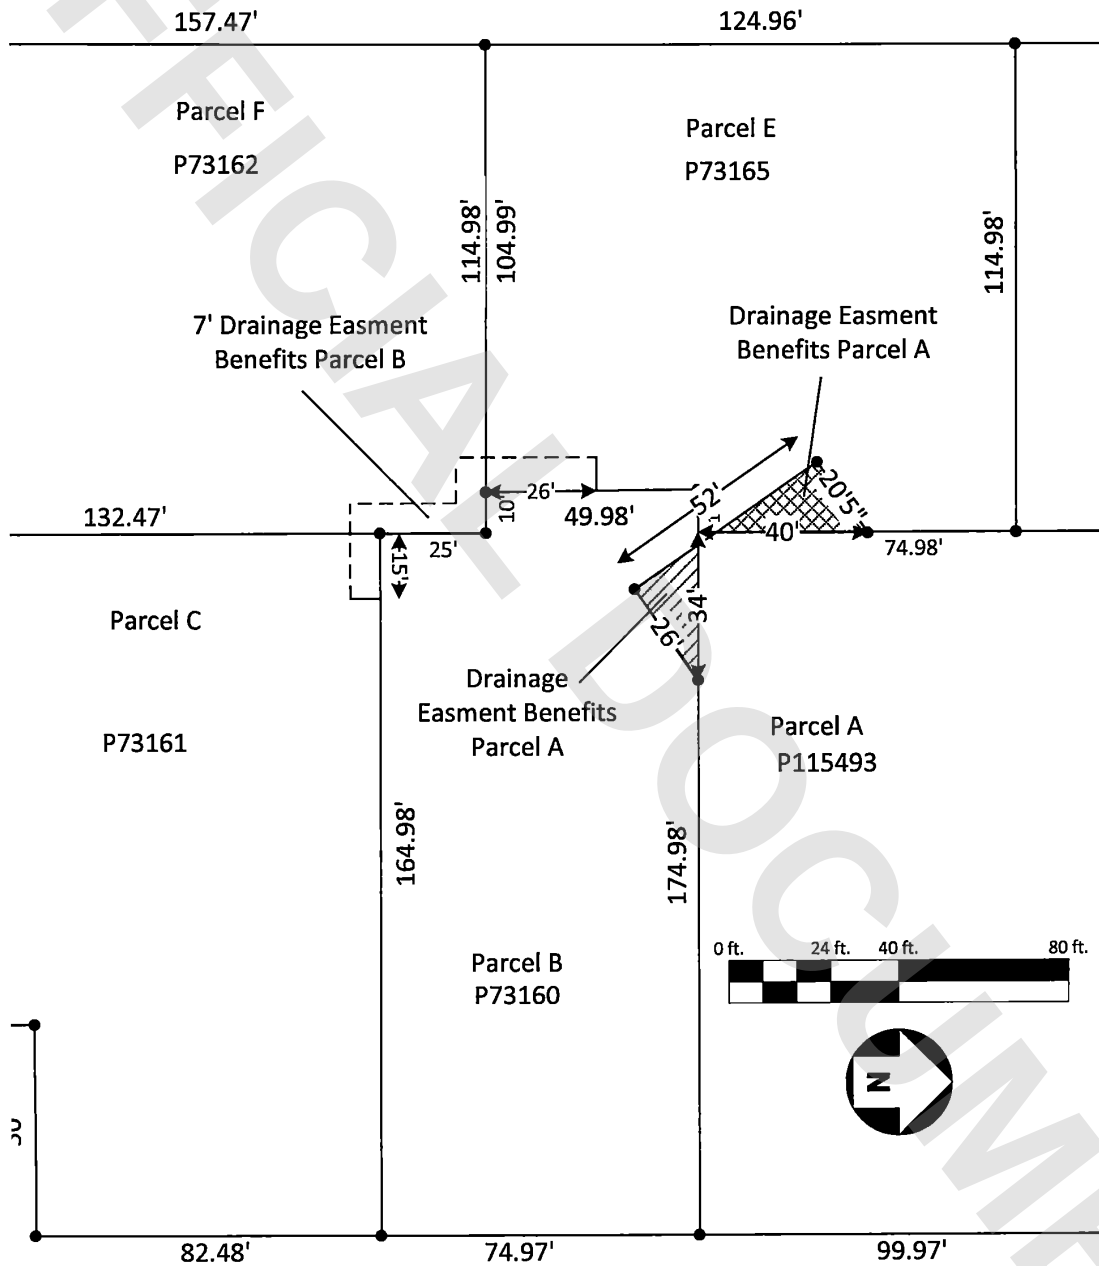 157.47'
124.96'
Parcel F
P73162
Parcel E
P73165
114.98'
104.99'
114.98'
7' Drainage Easment
Benefits Parcel B
Drainage Easment
Benefits Parcel A
132.47'
25'
15'
10'
26'
49.98'
52'
20'5"
40'
74.98'
34'
26'
Parcel C
P73161
Drainage
Easment Benefits
Parcel A
Parcel A
P115493
164.98'
174.98'
Parcel B
P73160
0 ft.
24 ft.
40 ft.
80 ft.
N
82.48'
74.97'
99.97'
FICIAL DOCUME